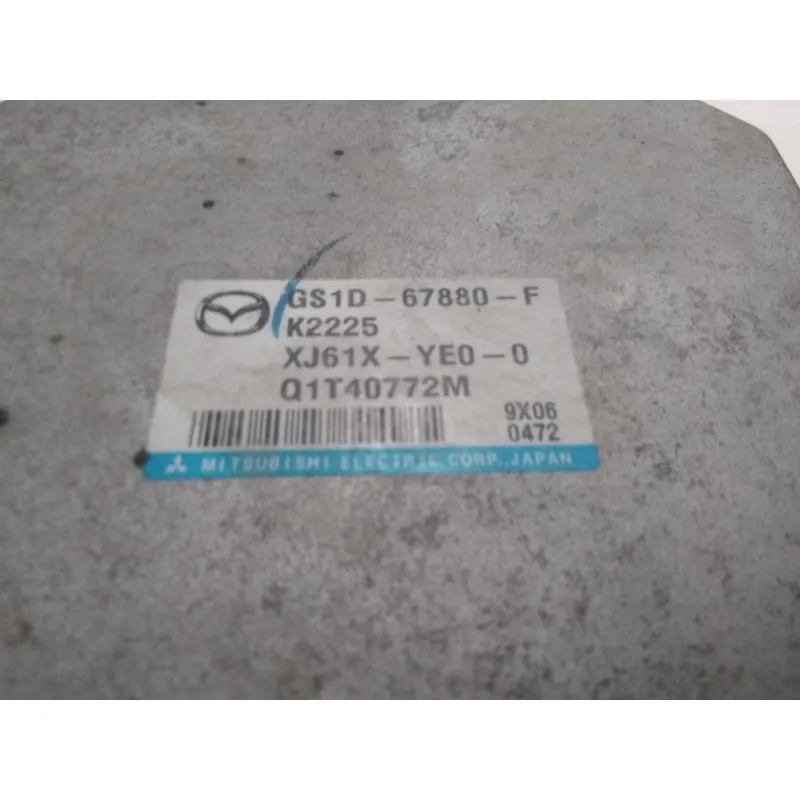 GS1D-67880-F
K2225
XJ61X-YE0-0
Q1T40772M
9X06
0472
MITSUBISHI ELECTRIC CORP., JAPAN